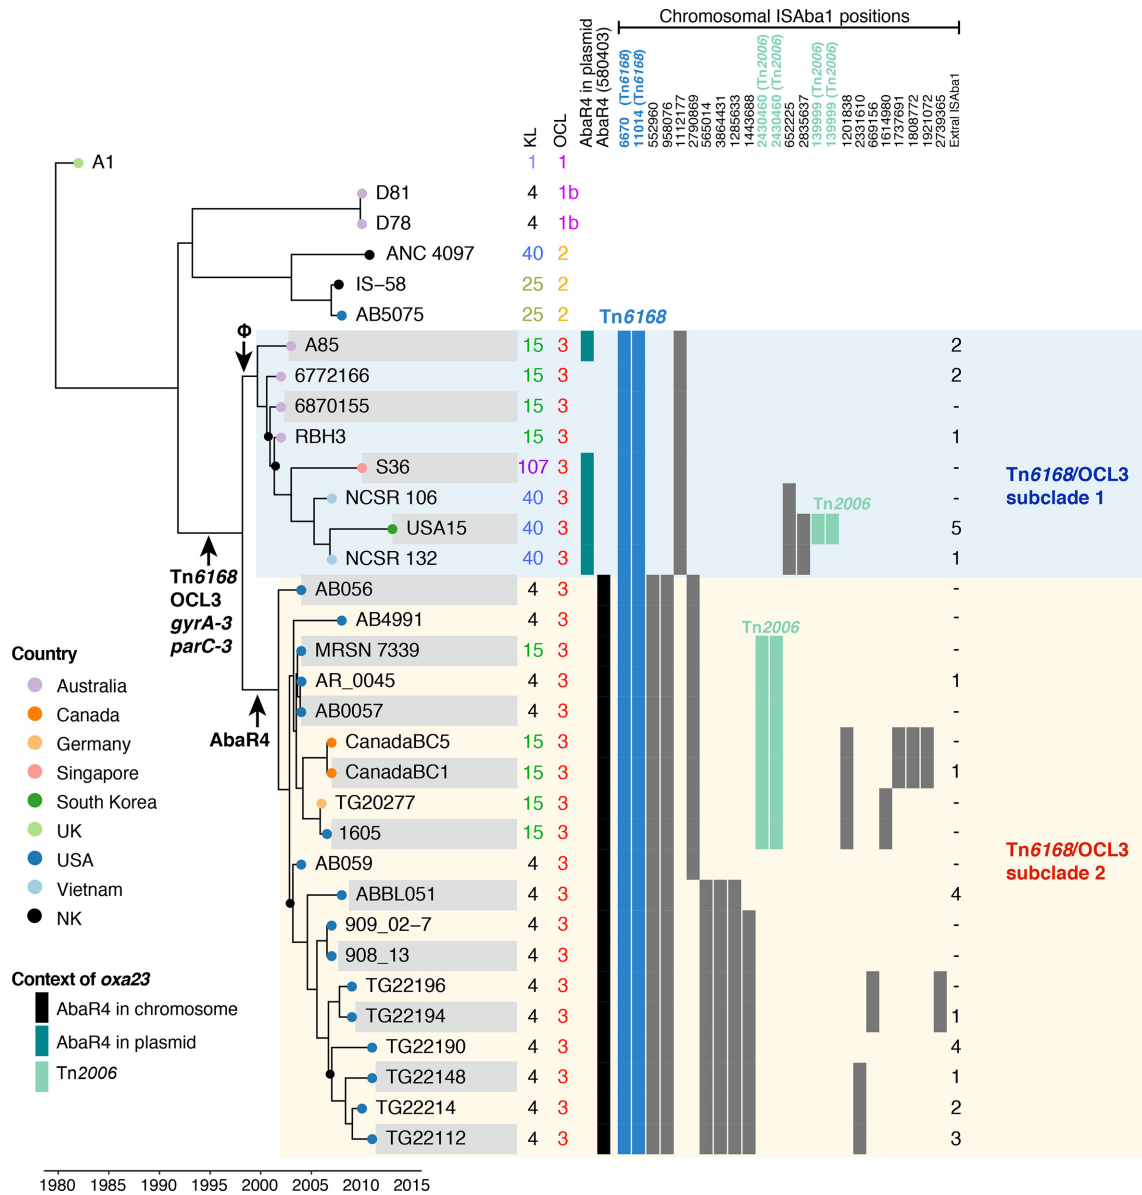 Chromosomal ISAba1 positions
KL
OCL
AbaR4 in plasmid
AbaR4 (580403)
6670 (Tn6168)
11014 (Tn6168)
552960
958076
1112177
2790869
565014
3864431
1285633
1443688
2430460 (Tn2006)
2430460 (Tn2006)
652225
2835637
139999 (Tn2006)
139999 (Tn2006)
1201838
2331610
669156
1614980
1737691
1808772
1921072
2739365
Extral ISAba1
A1 1 1
D81 4 1b
D78 4 1b
ANC 4097 40 2
IS–58 25 2
AB5075 25 2
Tn6168
Φ
A85 15 3 2
6772166 15 3 2
6870155 15 3 -
RBH3 15 3 1
S36 107 3 -
NCSR 106 40 3 -
Tn2006
USA15 40 3 5
NCSR 132 40 3 1
Tn6168/OCL3
subclade 1
Tn6168
OCL3
gyrA-3
parC-3
AB056 4 3 -
AB4991 4 3 -
Tn2006
MRSN 7339 15 3 -
AR_0045 4 3 1
AB0057 4 3 -
AbaR4
CanadaBC5 15 3 -
CanadaBC1 15 3 1
TG20277 15 3 -
1605 15 3 -
AB059 4 3 -
ABBL051 4 3 4
909_02–7 4 3 -
908_13 4 3 -
TG22196 4 3 -
TG22194 4 3 1
TG22190 4 3 4
TG22148 4 3 1
TG22214 4 3 2
TG22112 4 3 3
Tn6168/OCL3
subclade 2
Country
Australia
Canada
Germany
Singapore
South Korea
UK
USA
Vietnam
NK
Context of oxa23
AbaR4 in chromosome
AbaR4 in plasmid
Tn2006
1980 1985 1990 1995 2000 2005 2010 2015